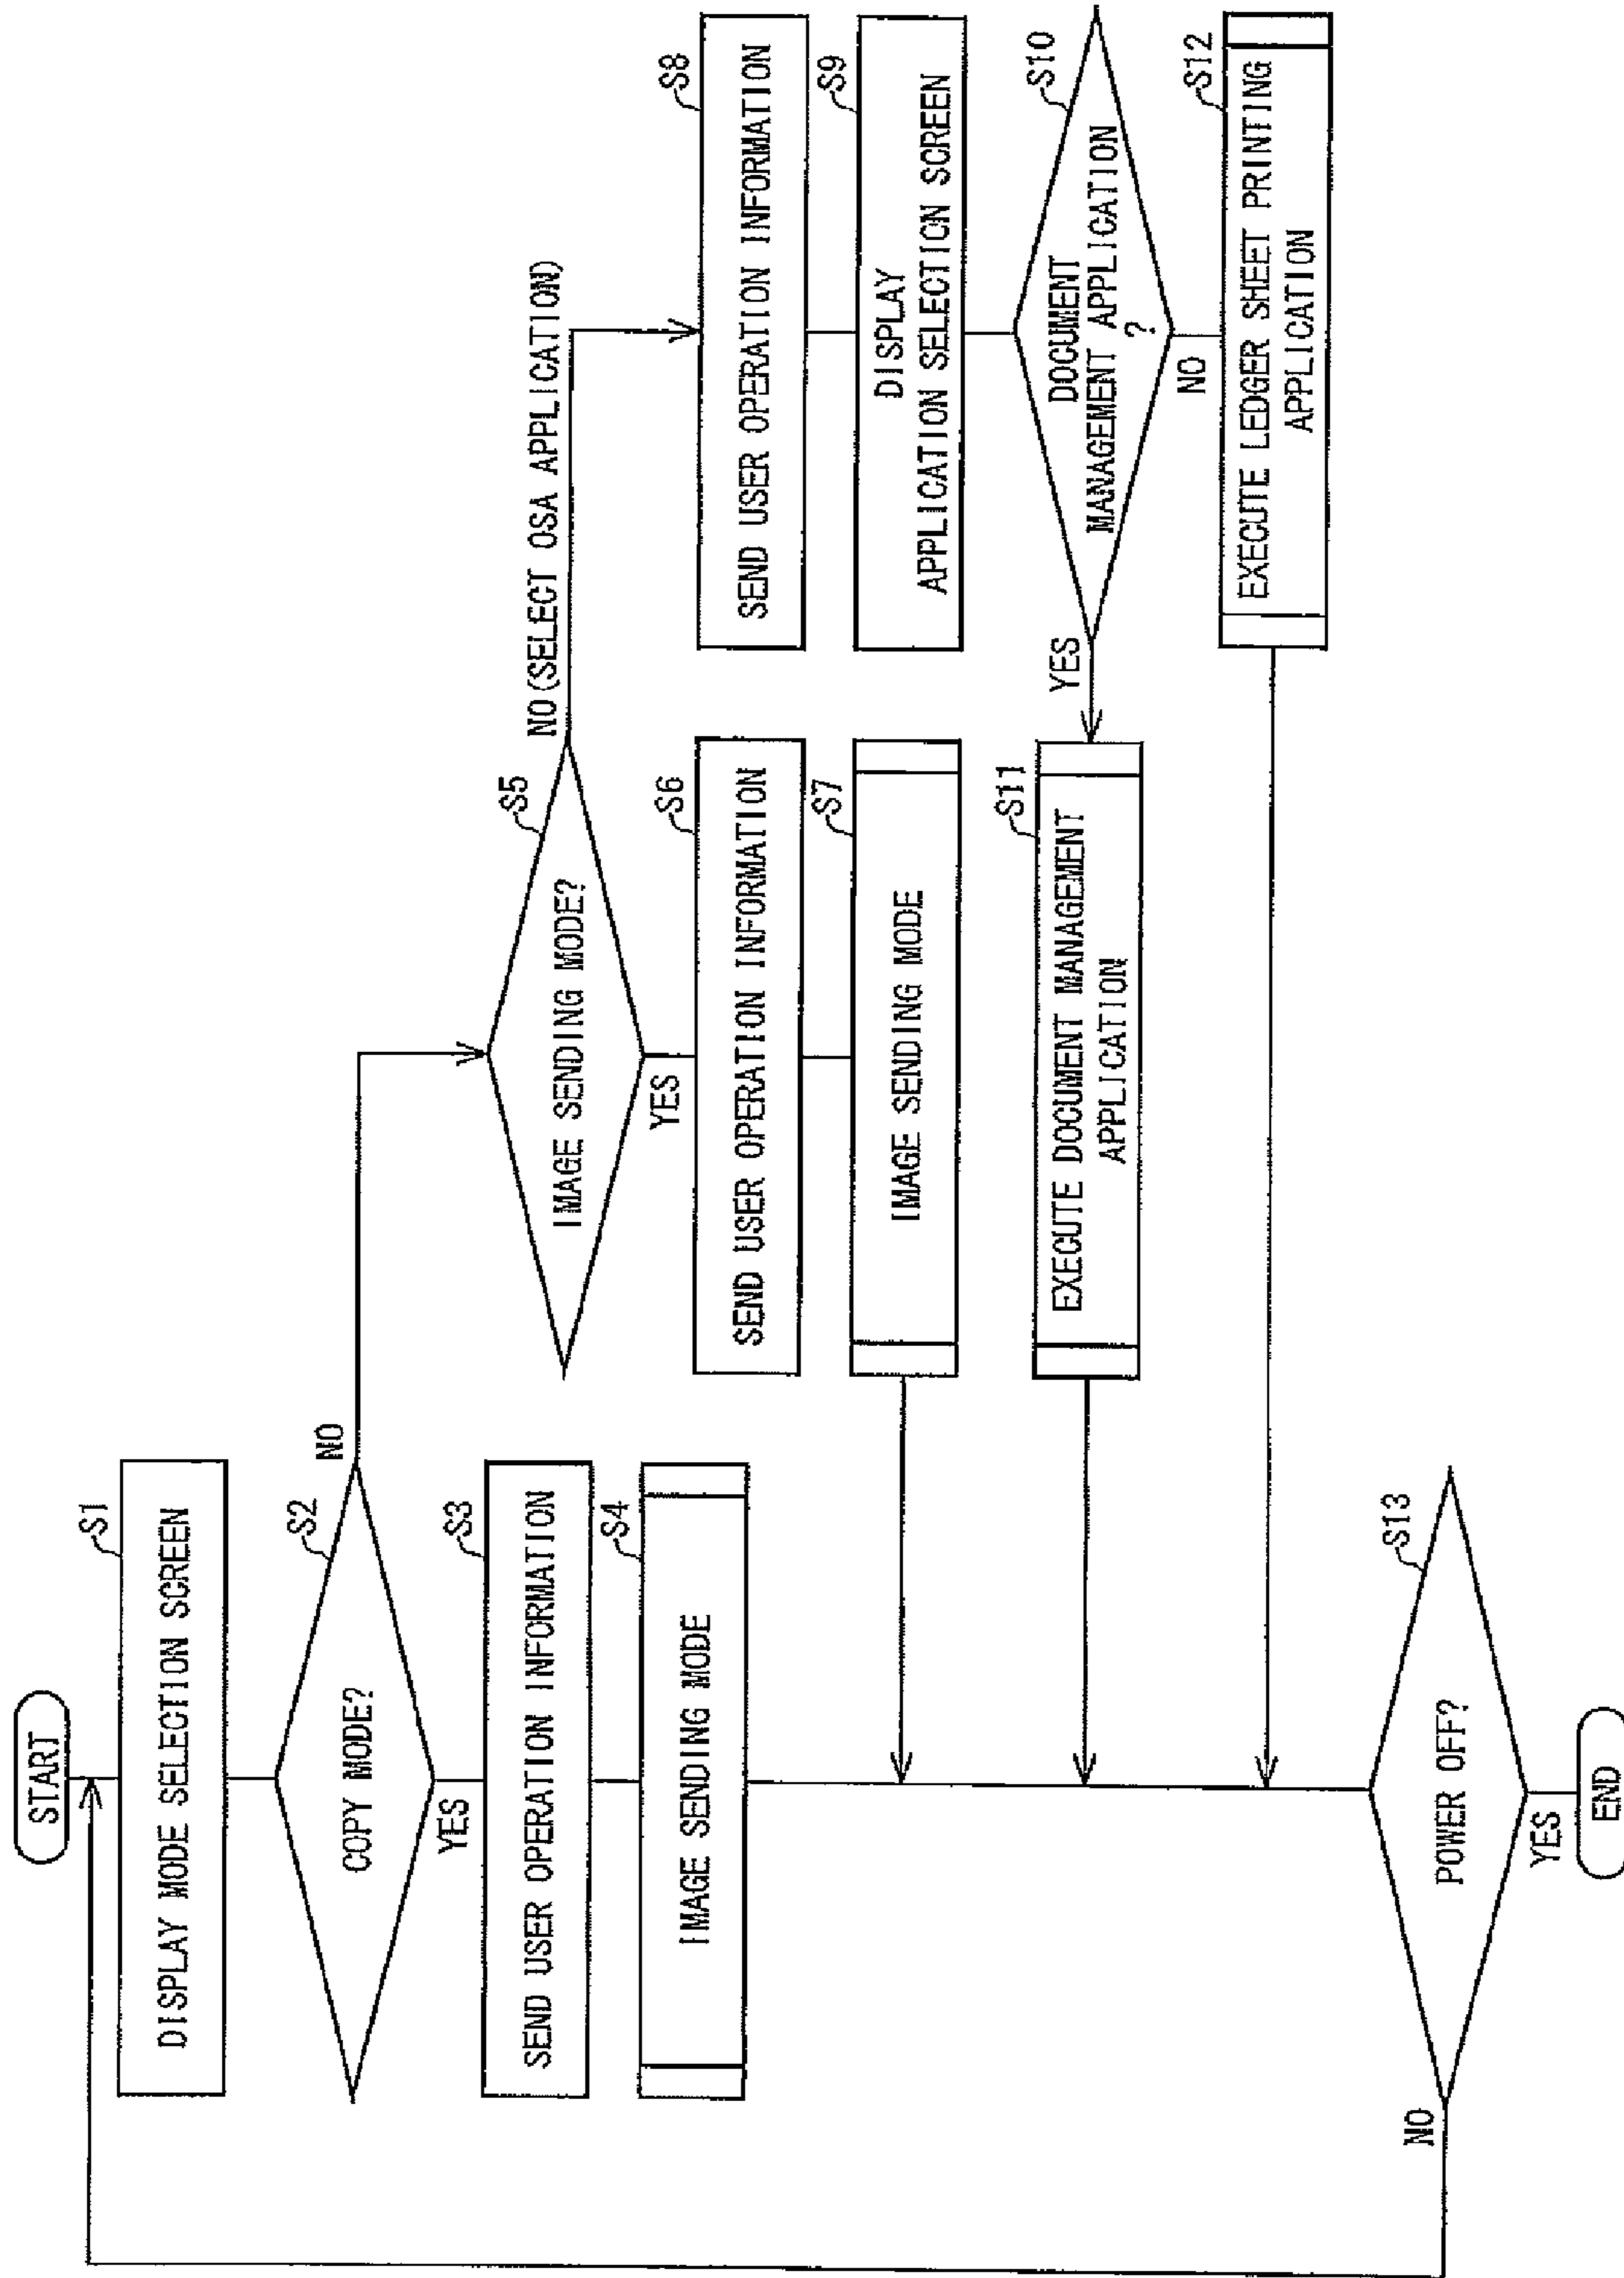 START
S1
DISPLAY MODE SELECTION SCREEN
S2
COPY MODE?
NO
YES
S3
SEND USER OPERATION INFORMATION
S4
IMAGE SENDING MODE
S5
IMAGE SENDING MODE?
NO(SELECT OSA APPLICATION)
YES
S6
SEND USER OPERATION INFORMATION
S7
IMAGE SENDING MODE
S8
SEND USER OPERATION INFORMATION
S9
DISPLAY
APPLICATION SELECTION SCREEN
S10
DOCUMENT
MANAGEMENT APPLICATION
?
YES
NO
S11
EXECUTE DOCUMENT MANAGEMENT
APPLICATION
S12
EXECUTE LEDGER SHEET PRINTING
APPLICATION
S13
POWER OFF?
NO
YES
END